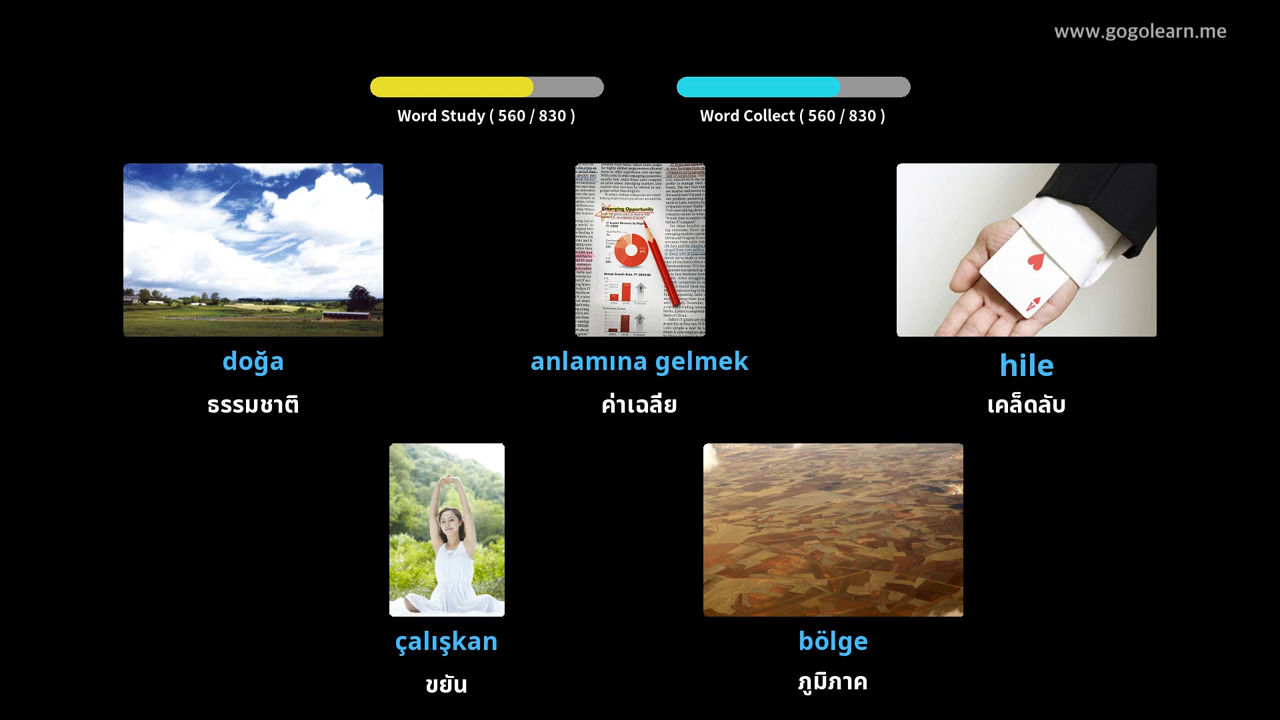 www.gogolearn.me
Word Study ( 560 / 830 )
Word Collect ( 560 / 830 )
Emerging Opportunity
doğa
anlamına gelmek
hile
ธรรมชาติ
ค่าเฉลี่ย
เคล็ดลับ
çalışkan
bölge
ขยัน
ภูมิภาค